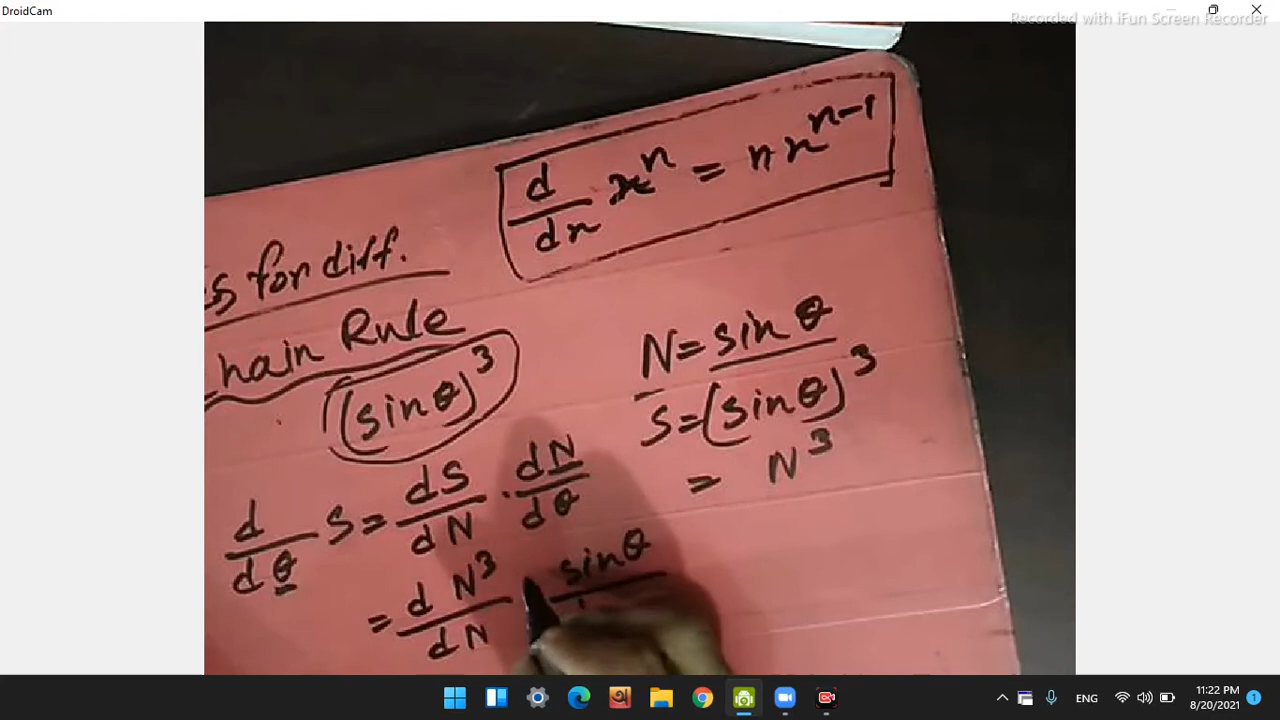 DroidCam
Recorded with iFun Screen Recorder
d/dx x^n = n x^(n-1)
for diff.
hain Rule
(sin θ)^3
N = sin θ
S = (sin θ)^3
= N^3
d/dθ S = dS/dN · dN/dθ
= d N^3/dN sin θ
ENG
11:22 PM
8/20/2021
1